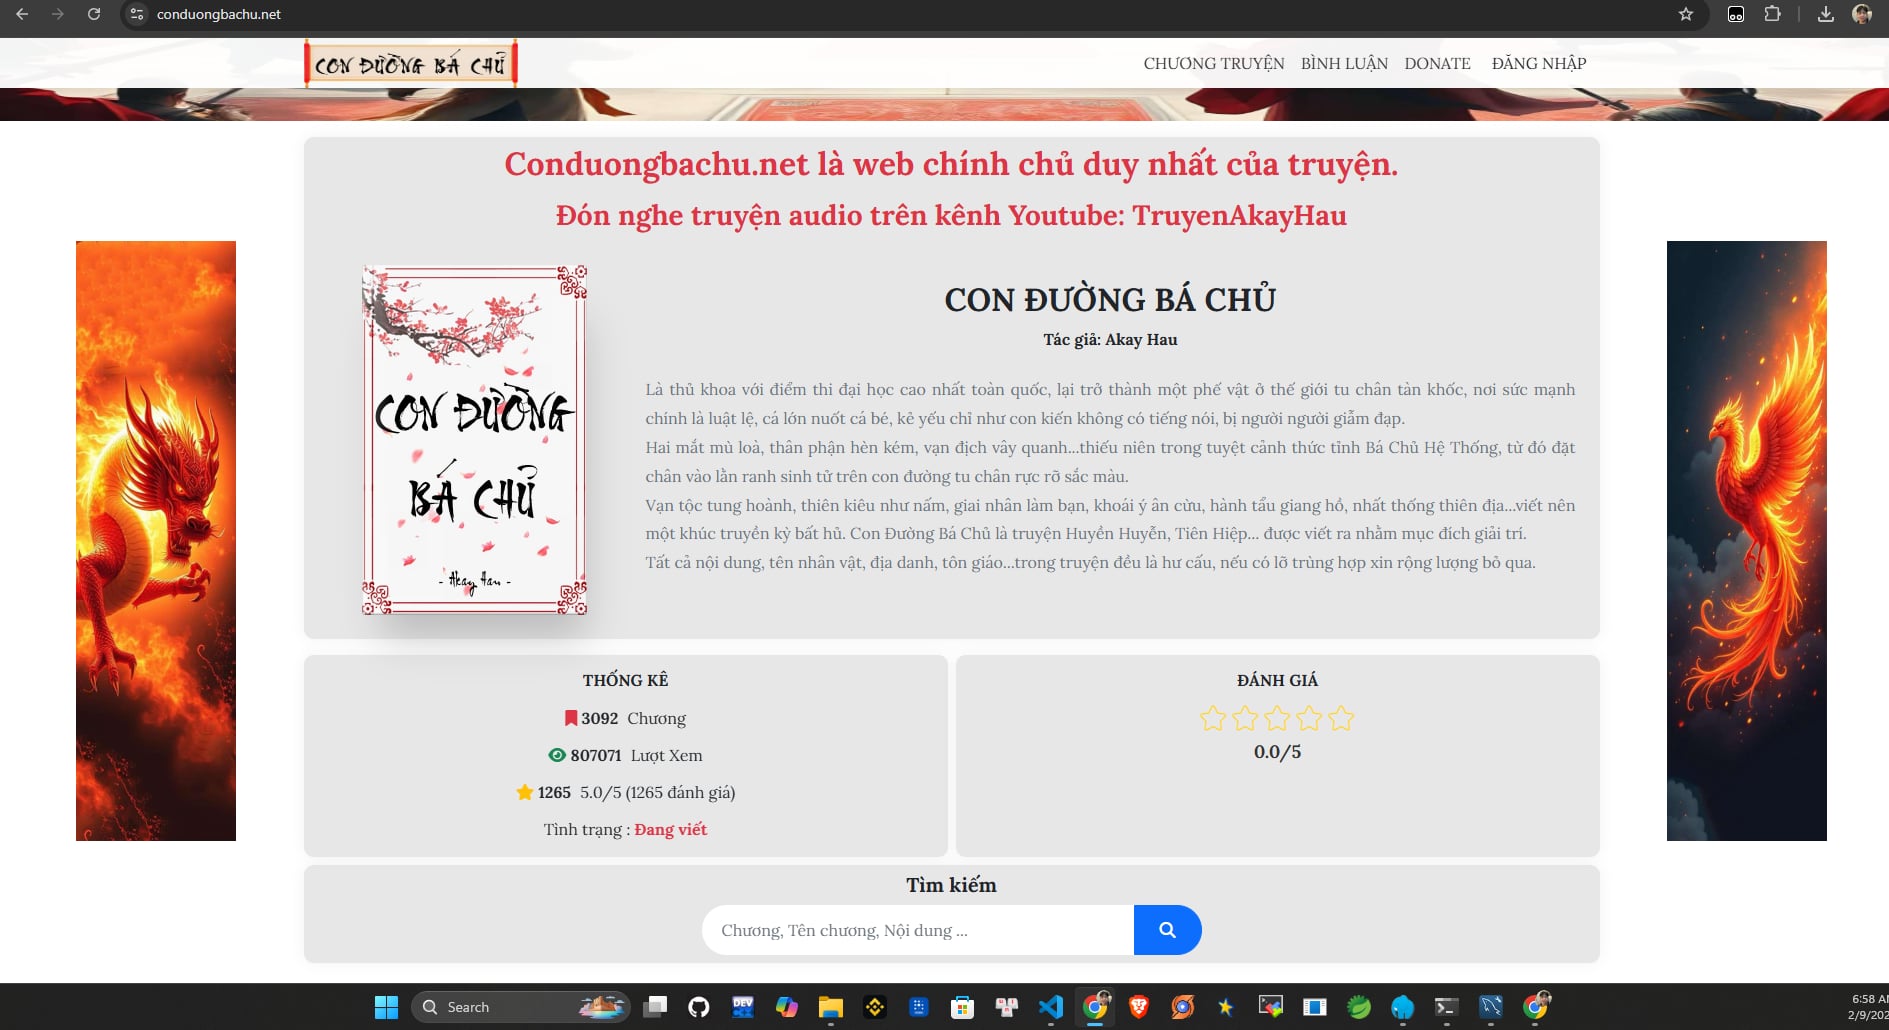 conduongbachu.net
CON ĐƯỜNG BÁ CHỦ
CHƯƠNG TRUYỆN BÌNH LUẬN DONATE ĐĂNG NHẬP
Conduongbachu.net là web chính chủ duy nhất của truyện.
Đón nghe truyện audio trên kênh Youtube: TruyenAkayHau
CON ĐƯỜNG
BÁ CHỦ
- Akay Hau -
CON ĐƯỜNG BÁ CHỦ
Tác giả: Akay Hau
Là thủ khoa với điểm thi đại học cao nhất toàn quốc, lại trở thành một phế vật ở thế giới tu chân tàn khốc, nơi sức mạnh
chính là luật lệ, cá lớn nuốt cá bé, kẻ yếu chỉ như con kiến không có tiếng nói, bị người người giẫm đạp.
Hai mắt mù loà, thân phận hèn kém, vạn địch vây quanh...thiếu niên trong tuyệt cảnh thức tỉnh Bá Chủ Hệ Thống, từ đó đặt
chân vào lằn ranh sinh tử trên con đường tu chân rực rỡ sắc màu.
Vạn tộc tung hoành, thiên kiêu như nấm, giai nhân làm bạn, khoái ý ân cừu, hành tẩu giang hồ, nhất thống thiên địa...viết nên
một khúc truyền kỳ bất hủ. Con Đường Bá Chủ là truyện Huyền Huyễn, Tiên Hiệp... được viết ra nhằm mục đích giải trí.
Tất cả nội dung, tên nhân vật, địa danh, tôn giáo...trong truyện đều là hư cấu, nếu có lỡ trùng hợp xin rộng lượng bỏ qua.
THỐNG KÊ
3092 Chương
807071 Lượt Xem
1265 5.0/5 (1265 đánh giá)
Tình trạng : Đang viết
ĐÁNH GIÁ
0.0/5
Tìm kiếm
Chương, Tên chương, Nội dung ...
Search
DEV
6:58 A
2/9/202